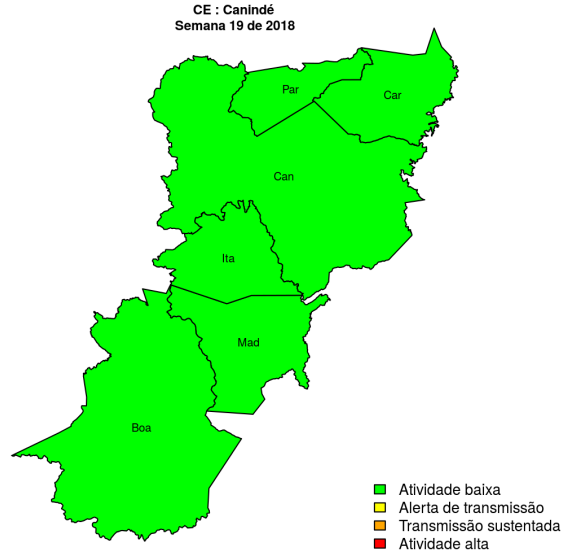 CE : Canindé
Semana 19 de 2018
Par
Car
Can
Ita
Mad
Boa
Atividade baixa
Alerta de transmissão
Transmissão sustentada
Atividade alta